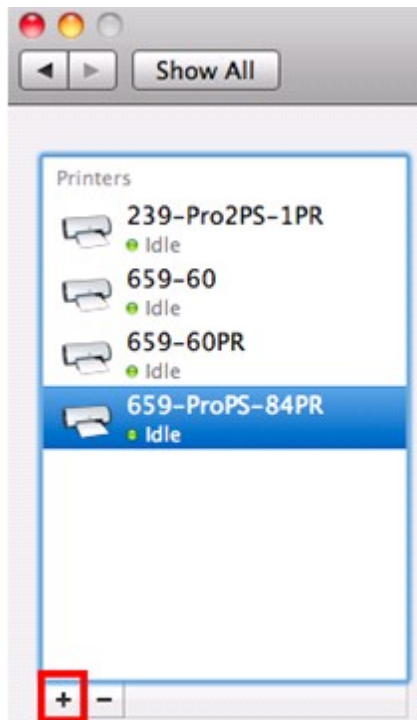 Show All
Printers
239-Pro2PS-1PR
Idle
659-60
Idle
659-60PR
Idle
659-ProPS-84PR
Idle
+ −